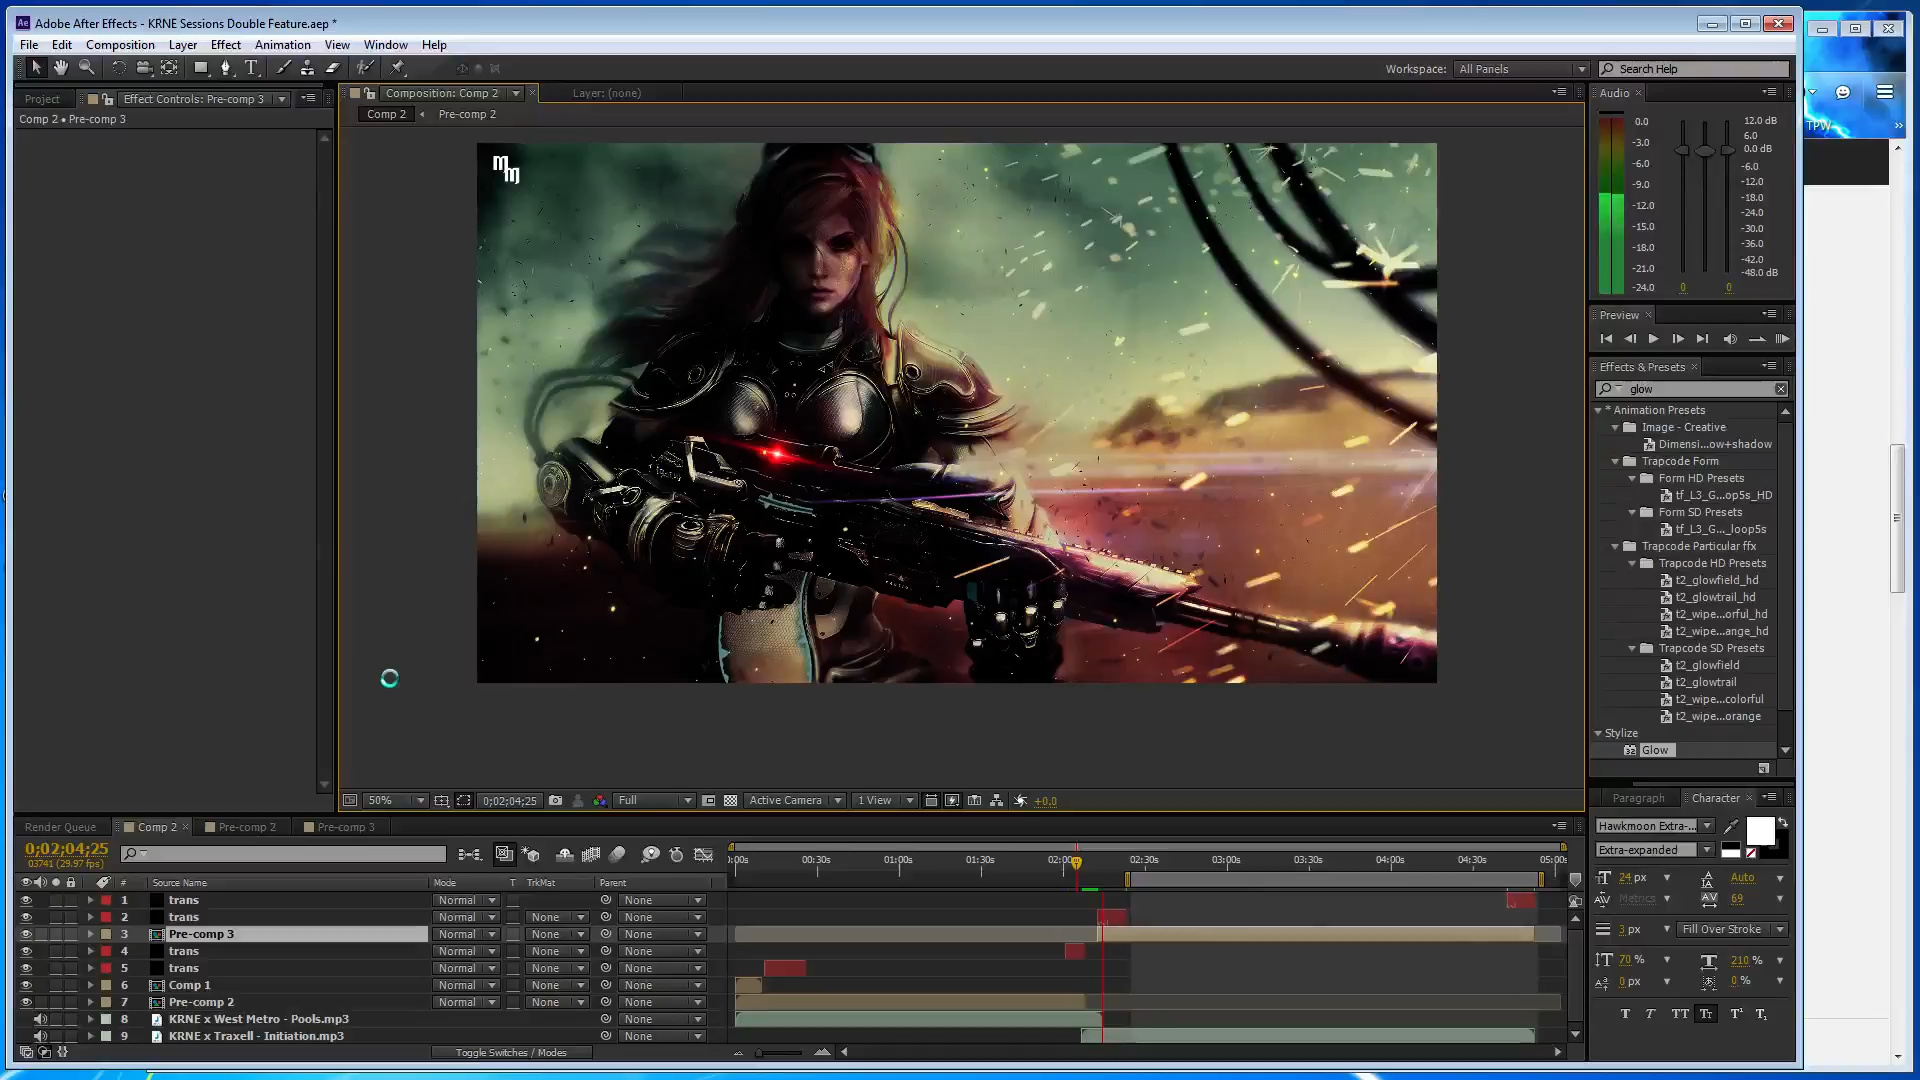 Adobe After Effects - KRNE Sessions Double Feature.aep *
File Edit Composition Layer Effect Animation View Window Help
Workspace: All Panels Search Help
Project Effect Controls: Pre-comp 3
Comp 2 • Pre-comp 3
Composition: Comp 2 Layer: (none)
Comp 2 Pre-comp 2
TPW
Audio
0.0
-3.0
-6.0
-9.0
-12.0
-15.0
-18.0
-21.0
-24.0
12.0 dB
6.0
0.0 dB
-6.0
-12.0
-18.0
-24.0
-30.0
-36.0
-42.0
-48.0 dB
0 0
Preview
Effects & Presets
glow
* Animation Presets
Image - Creative
Dimensi...ow+shadow
Trapcode Form
Form HD Presets
tf_L3_G...op5s_HD
Form SD Presets
tf_L3_G..._loop5s
Trapcode Particular ffx
Trapcode HD Presets
t2_glowfield_hd
t2_glowtrail_hd
t2_wipe...orful_hd
t2_wipe...ange_hd
Trapcode SD Presets
t2_glowfield
t2_glowtrail
t2_wipe...colorful
t2_wipe...orange
Stylize
Glow
50% 0;02;04;25 Full Active Camera 1 View +0.0
Paragraph Character
Hawkmoon Extra-...
Extra-expanded
24 px Auto
Metrics 69
3 px Fill Over Stroke
70 % 210 %
0 px 0 %
T T TT Tt T¹ T₁
Render Queue Comp 2 Pre-comp 2 Pre-comp 3
0;02;04;25
03741 (29.97 fps)
0:00s 00:30s 01:00s 01:30s 02:00s 02:30s 03:00s 03:30s 04:00s 04:30s 05:00s
# Source Name Mode T TrkMat Parent
1 trans Normal None
2 trans Normal None None
3 Pre-comp 3 Normal None None
4 trans Normal None None
5 trans Normal None None
6 Comp 1 Normal None None
7 Pre-comp 2 Normal None None
8 KRNE x West Metro - Pools.mp3 None
9 KRNE x Traxell - Initiation.mp3 None
Toggle Switches / Modes